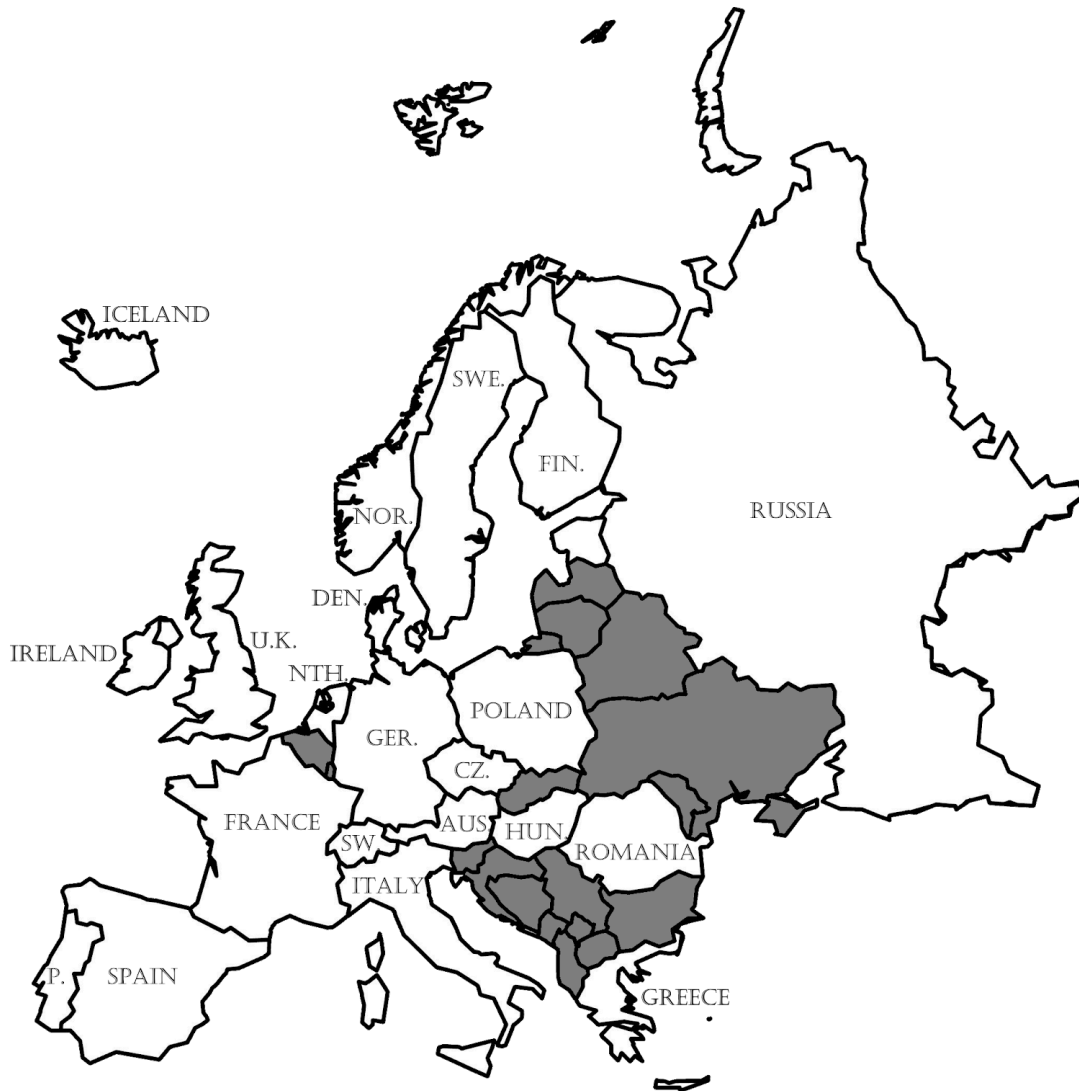 ICELAND
SWE.
FIN.
NOR.
RUSSIA
DEN.
U.K.
IRELAND
NTH.
POLAND
GER.
CZ.
FRANCE
AUS.
HUN.
SW.
ROMANIA
ITALY
P.
SPAIN
GREECE